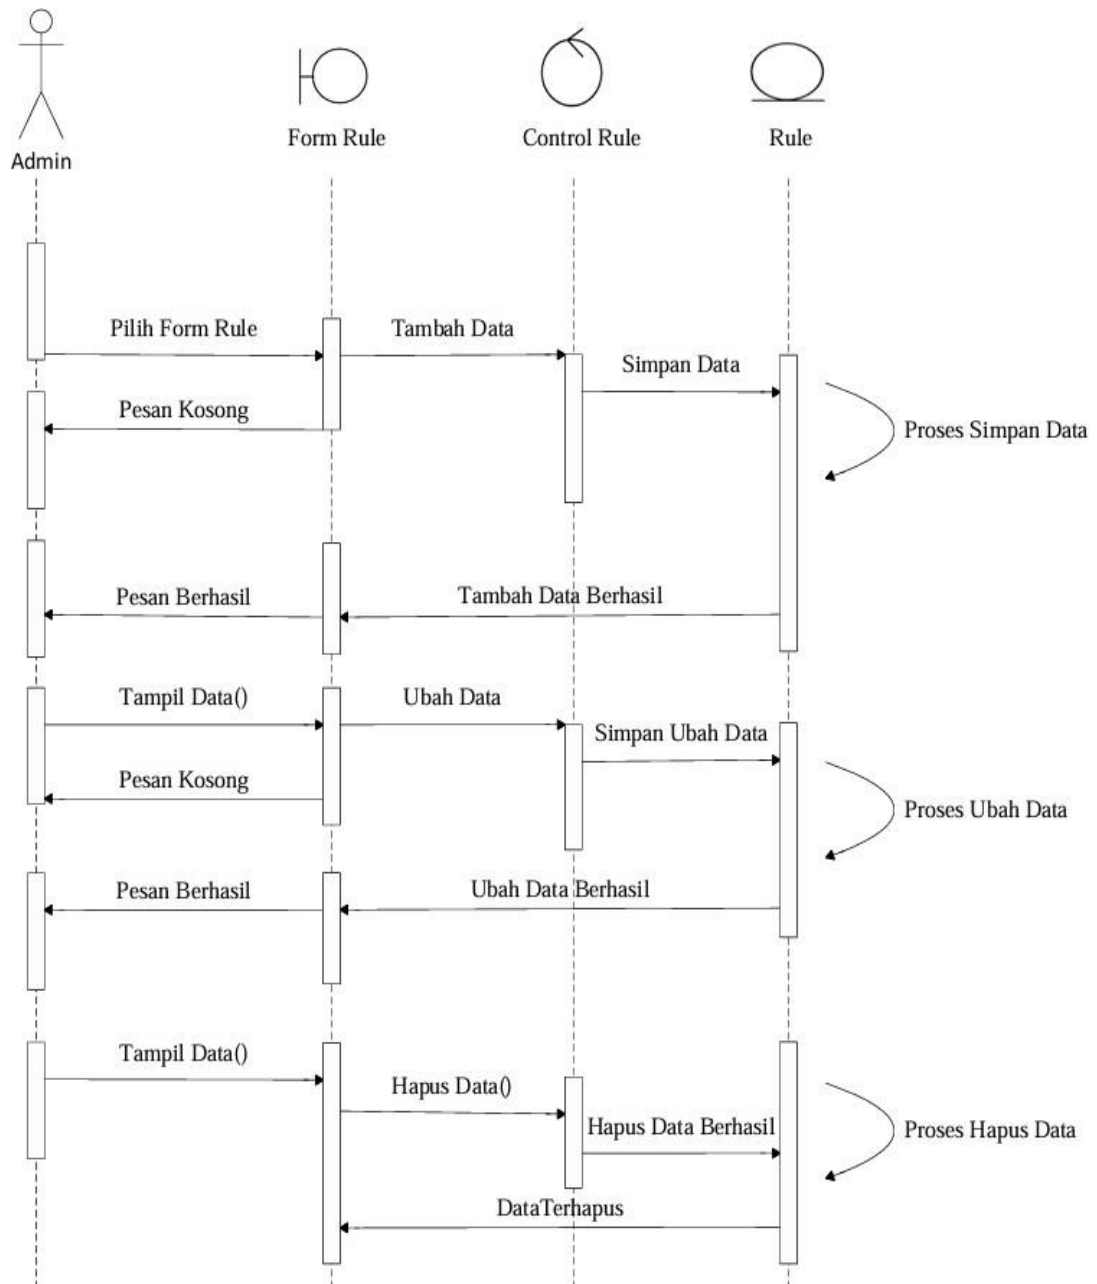 Admin
Form Rule
Control Rule
Rule
Pilih Form Rule
Tambah Data
Simpan Data
Pesan Kosong
Proses Simpan Data
Pesan Berhasil
Tambah Data Berhasil
Tampil Data()
Ubah Data
Simpan Ubah Data
Pesan Kosong
Proses Ubah Data
Pesan Berhasil
Ubah Data Berhasil
Tampil Data()
Hapus Data()
Hapus Data Berhasil
Proses Hapus Data
DataTerhapus